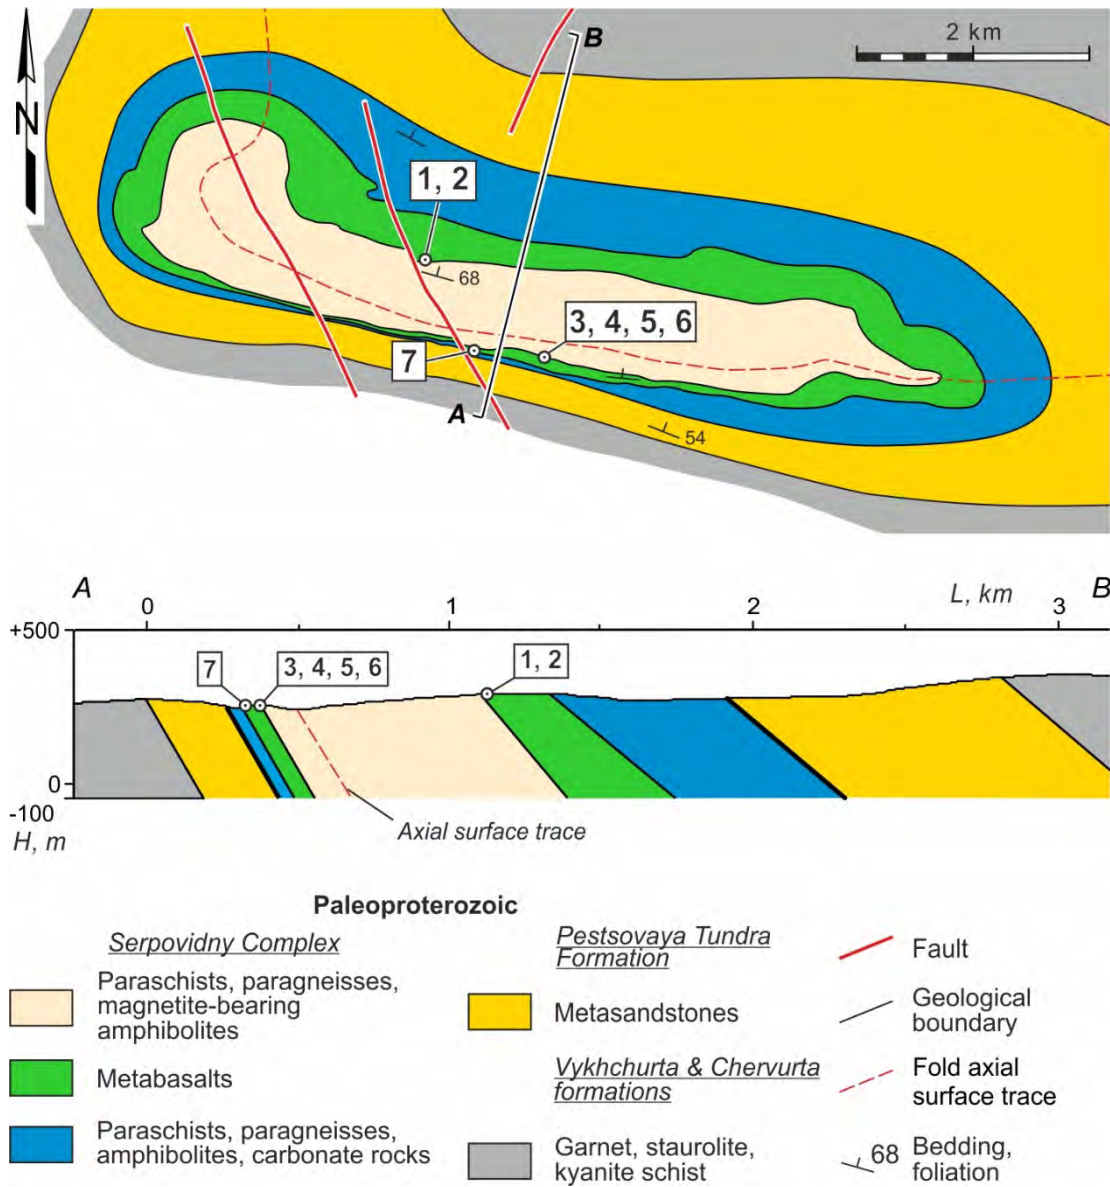 B
2 km
N
1, 2
68
3, 4, 5, 6
7
A
54
A
B
0
1
2
L, km
3
+500
7
3, 4, 5, 6
1, 2
0
-100
H, m
Axial surface trace
Paleoproterozoic
Serpovidny Complex
Paraschists, paragneisses,
magnetite-bearing
amphibolites
Metabasalts
Paraschists, paragneisses,
amphibolites, carbonate rocks
Pestsovaya Tundra
Formation
Metasandstones
Vykhchurta & Chervurta
formations
Garnet, staurolite,
kyanite schist
Fault
Geological
boundary
Fold axial
surface trace
68
Bedding,
foliation